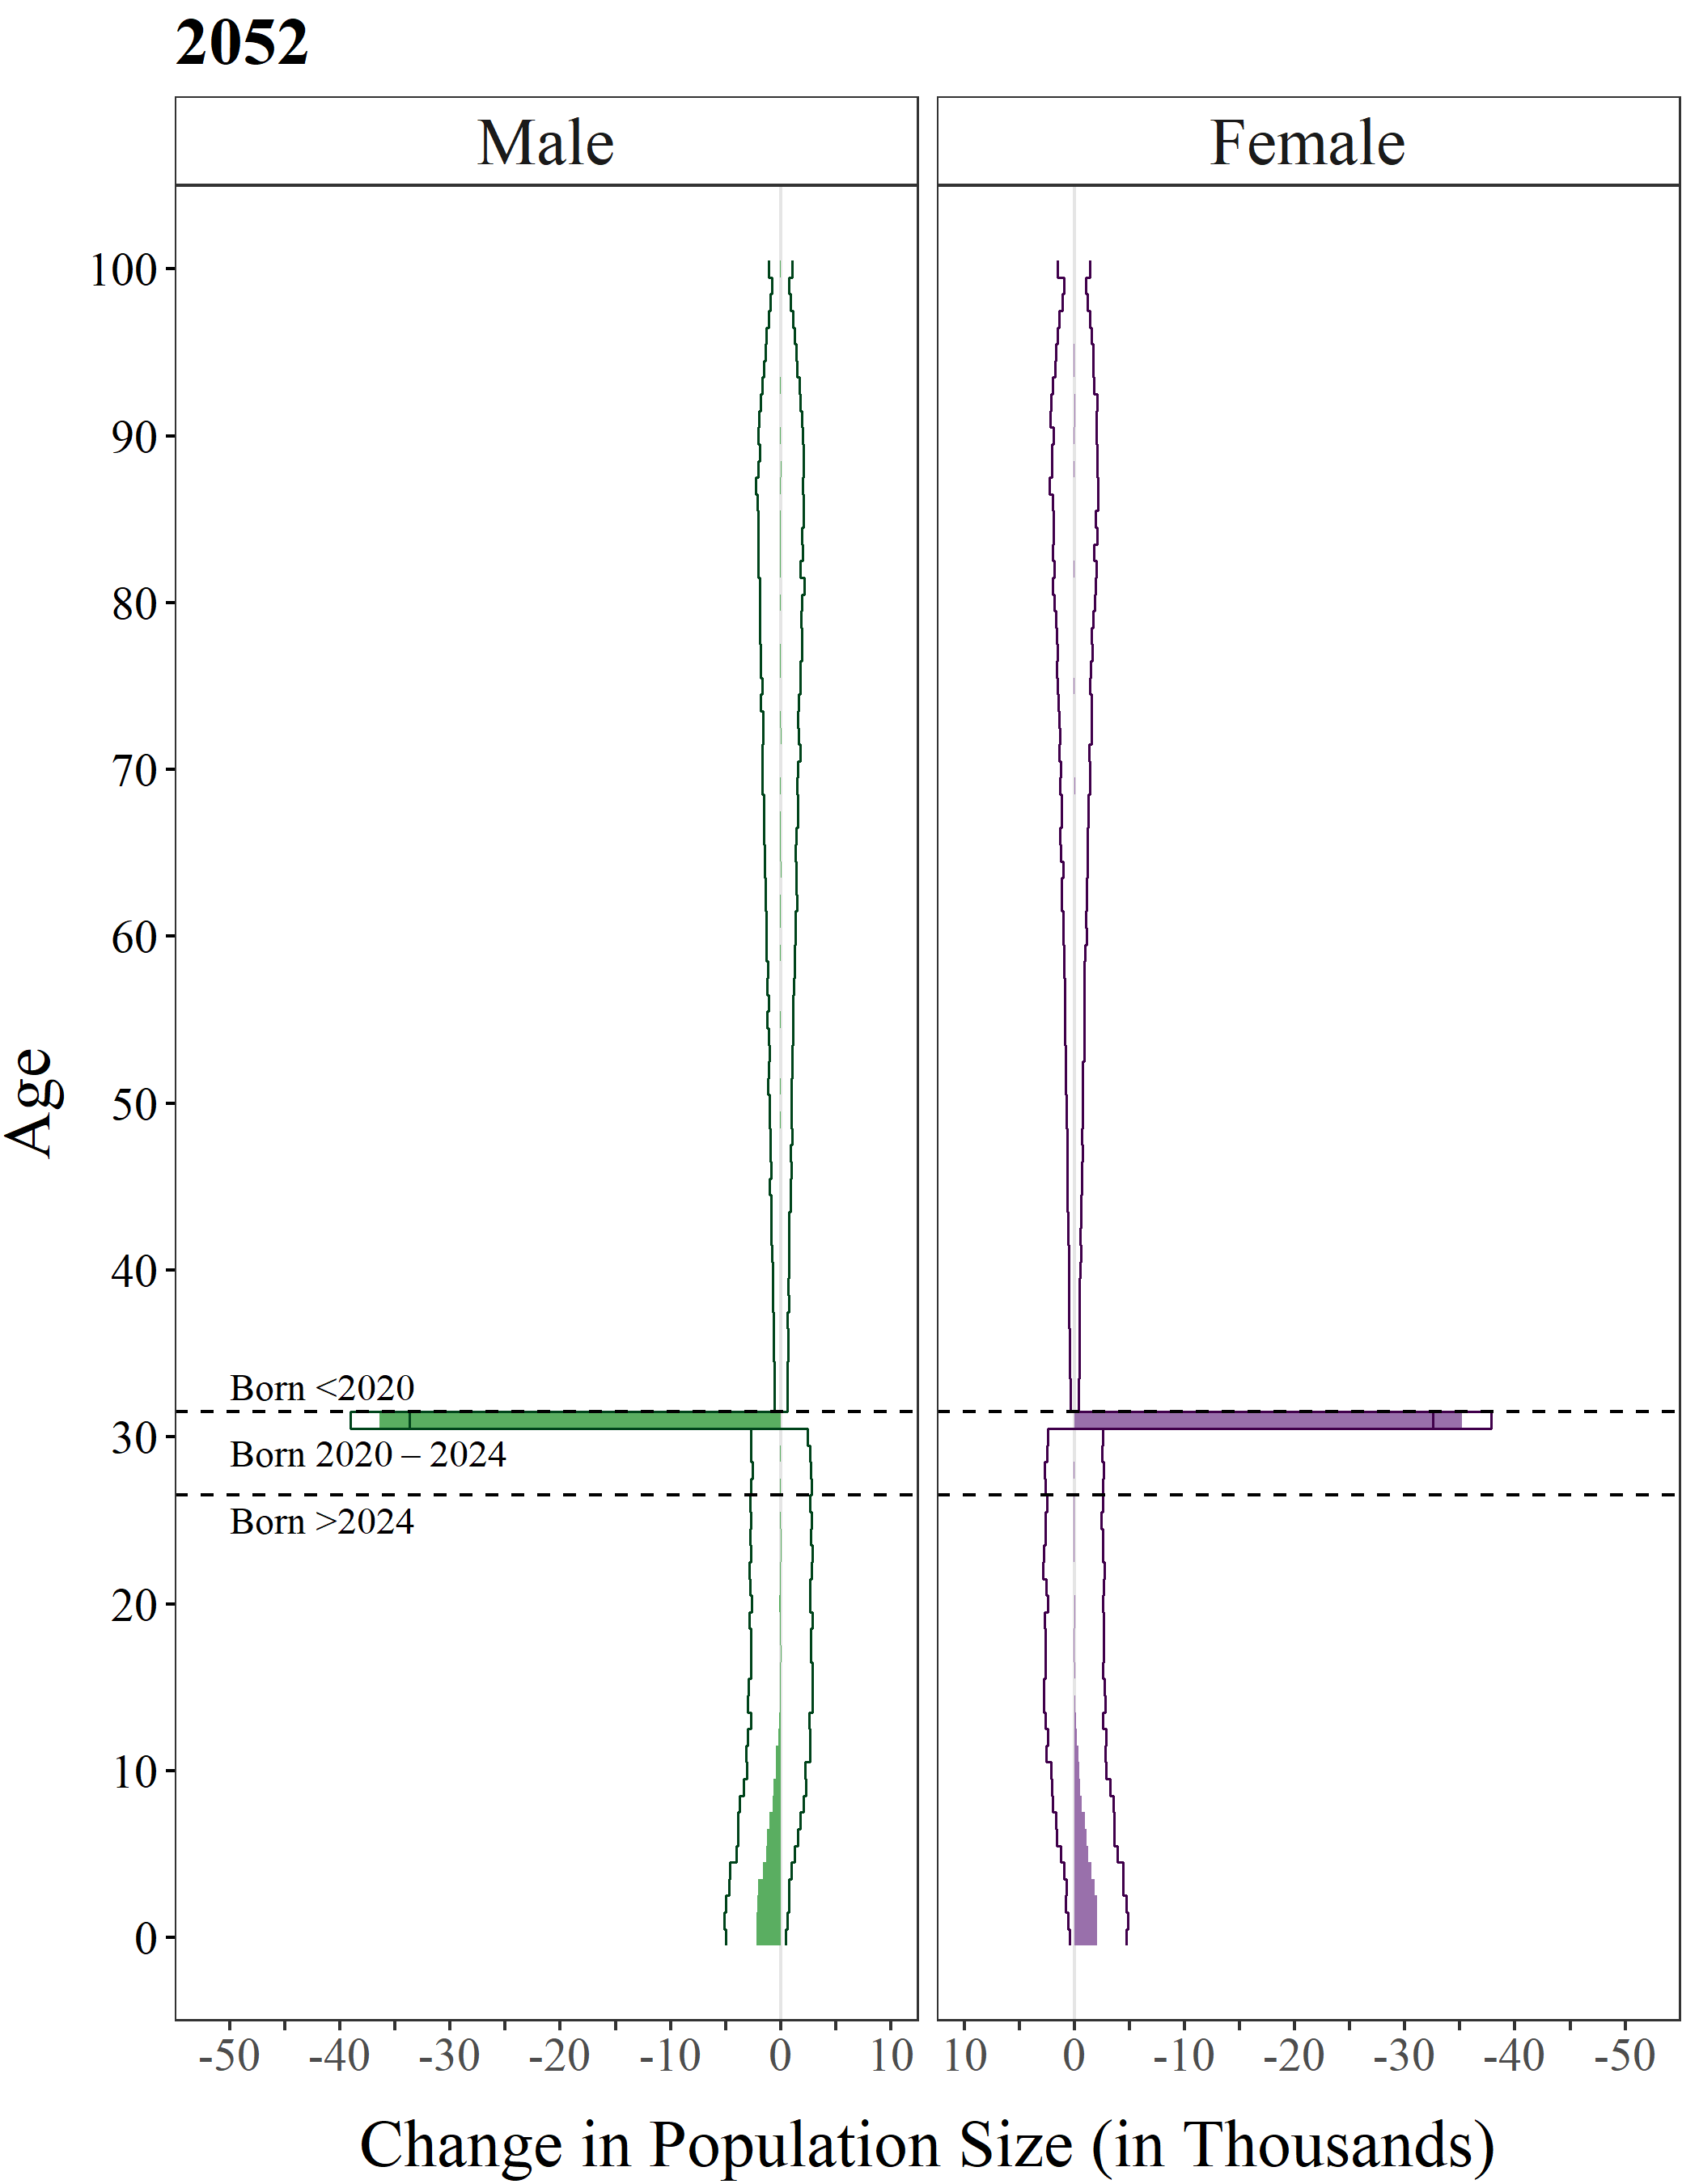 2052
Male
Female
100
90
80
70
60
50
40
30
20
10
0
Age
Born <2020
Born 2020 – 2024
Born >2024
-50 -40 -30 -20 -10 0 10
10 0 -10 -20 -30 -40 -50
Change in Population Size (in Thousands)